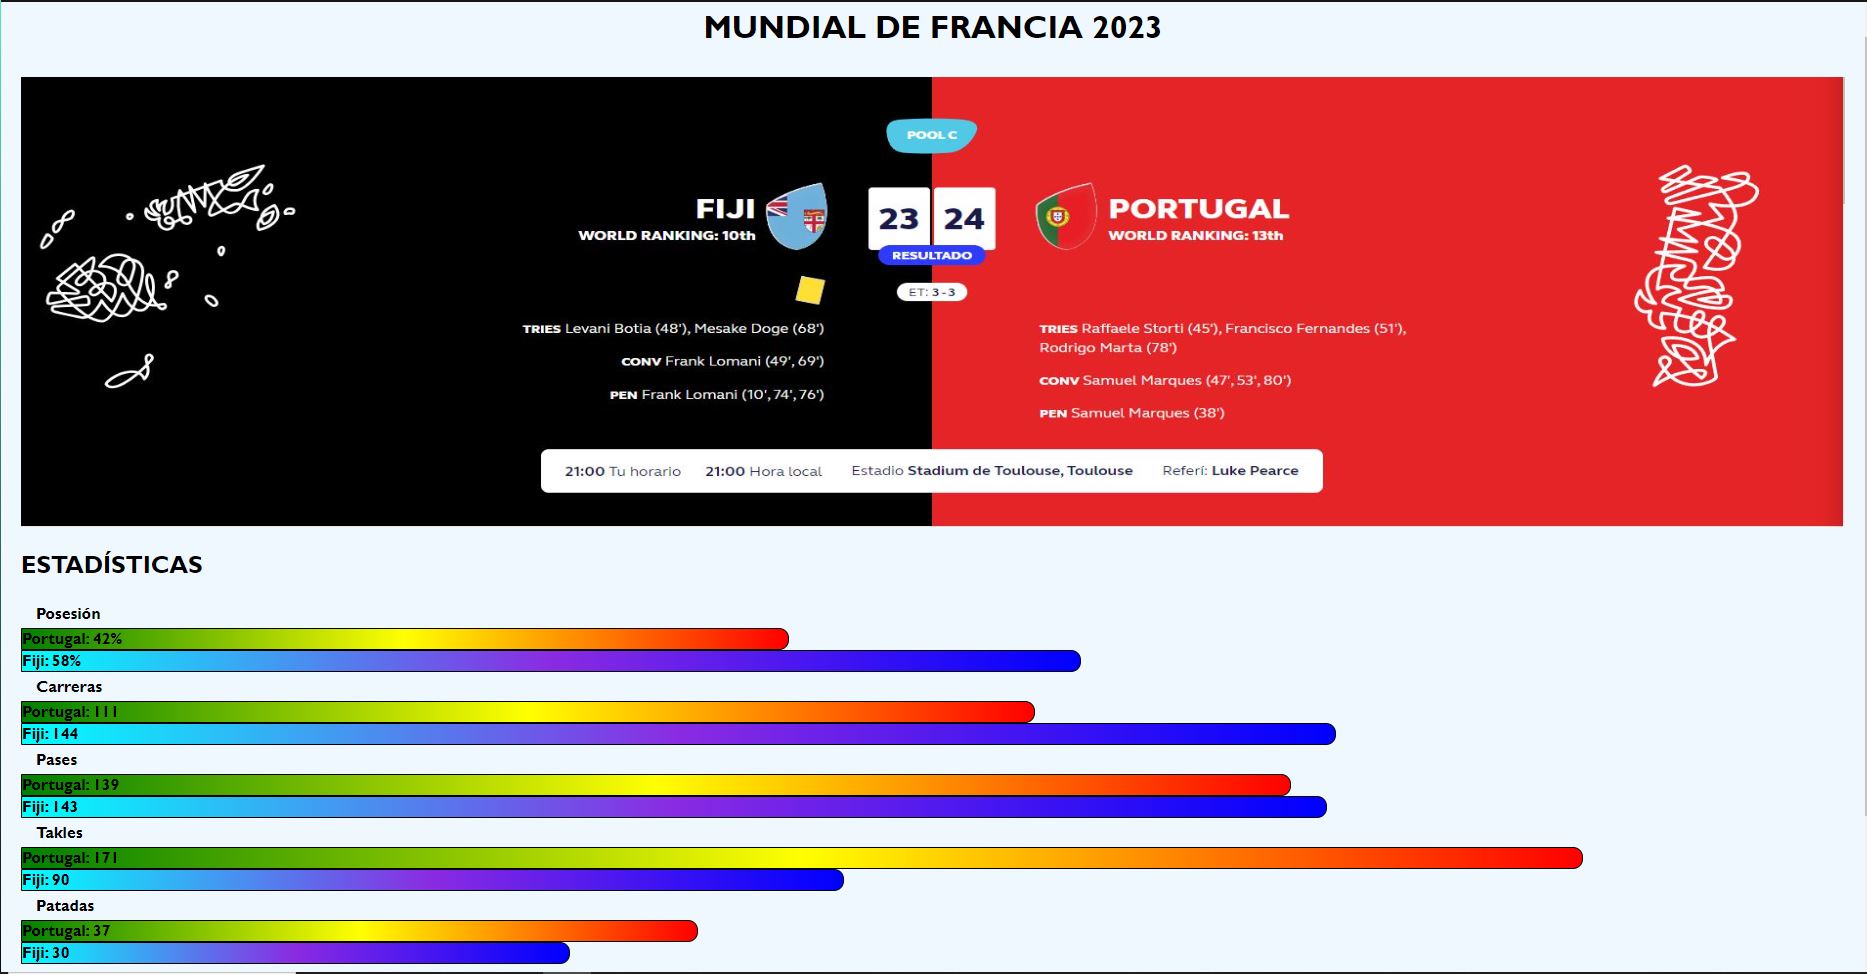 MUNDIAL DE FRANCIA 2023
POOL C
FIJI
WORLD RANKING: 10th
23 24
RESULTADO
ET: 3-3
PORTUGAL
WORLD RANKING: 13th
TRIES Levani Botia (48'), Mesake Doge (68')
CONV Frank Lomani (49', 69')
PEN Frank Lomani (10', 74', 76')
TRIES Raffaele Storti (45'), Francisco Fernandes (51'),
Rodrigo Marta (78')
CONV Samuel Marques (47', 53', 80')
PEN Samuel Marques (38')
21:00 Tu horario 21:00 Hora local Estadio Stadium de Toulouse, Toulouse Referí: Luke Pearce
ESTADÍSTICAS
Posesión
Portugal: 42%
Fiji: 58%
Carreras
Portugal: 111
Fiji: 144
Pases
Portugal: 139
Fiji: 143
Takles
Portugal: 171
Fiji: 90
Patadas
Portugal: 37
Fiji: 30